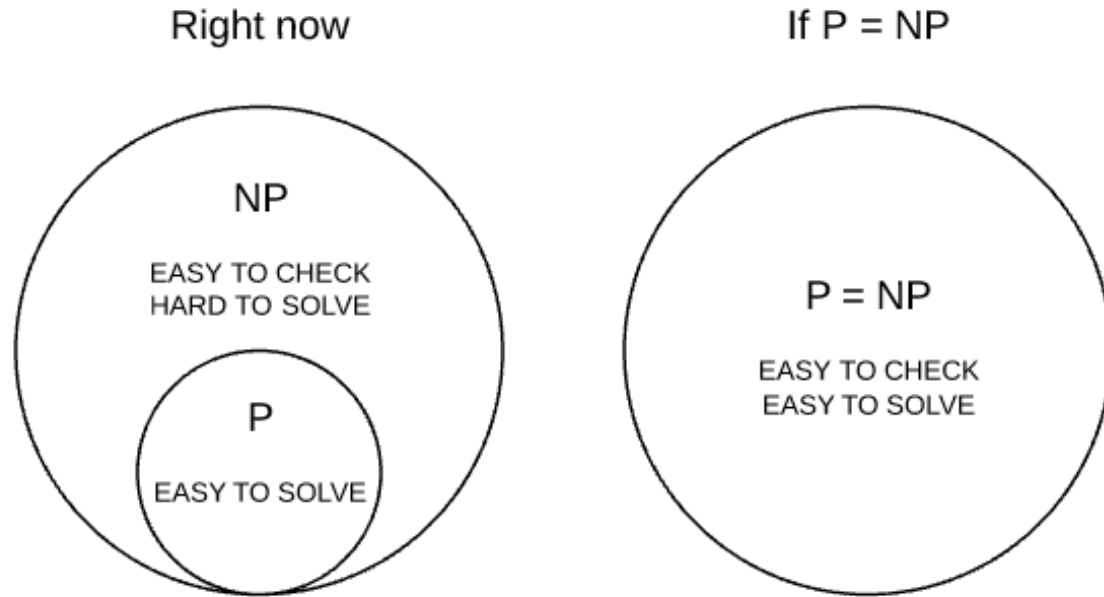 Right now
NP
EASY TO CHECK
HARD TO SOLVE
P
EASY TO SOLVE
If P = NP
P = NP
EASY TO CHECK
EASY TO SOLVE